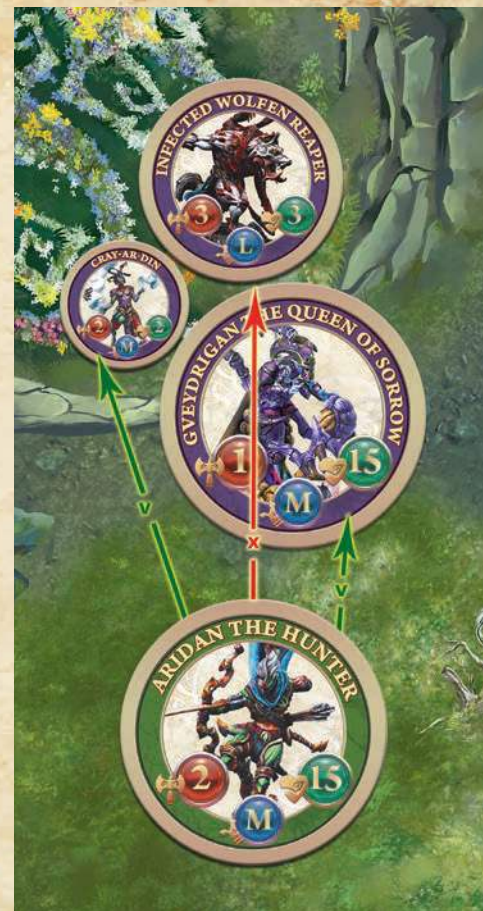 INFECTED WOLFEN REAPER
3 L 3
CRAY-AR-DIN
2 M 2
GVEYDRIGAN THE QUEEN OF SORROW
1 M 15
v
x
v
ARIDAN THE HUNTER
2 M 15